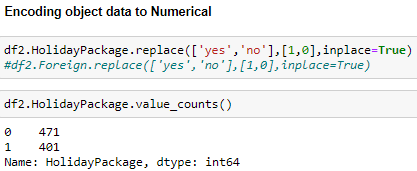 Encoding object data to Numerical
df2.HolidayPackage.replace(['yes','no'],[1,0],inplace=True)
#df2.Foreign.replace(['yes','no'],[1,0],inplace=True)
df2.HolidayPackage.value_counts()
0    471
1    401
Name: HolidayPackage, dtype: int64